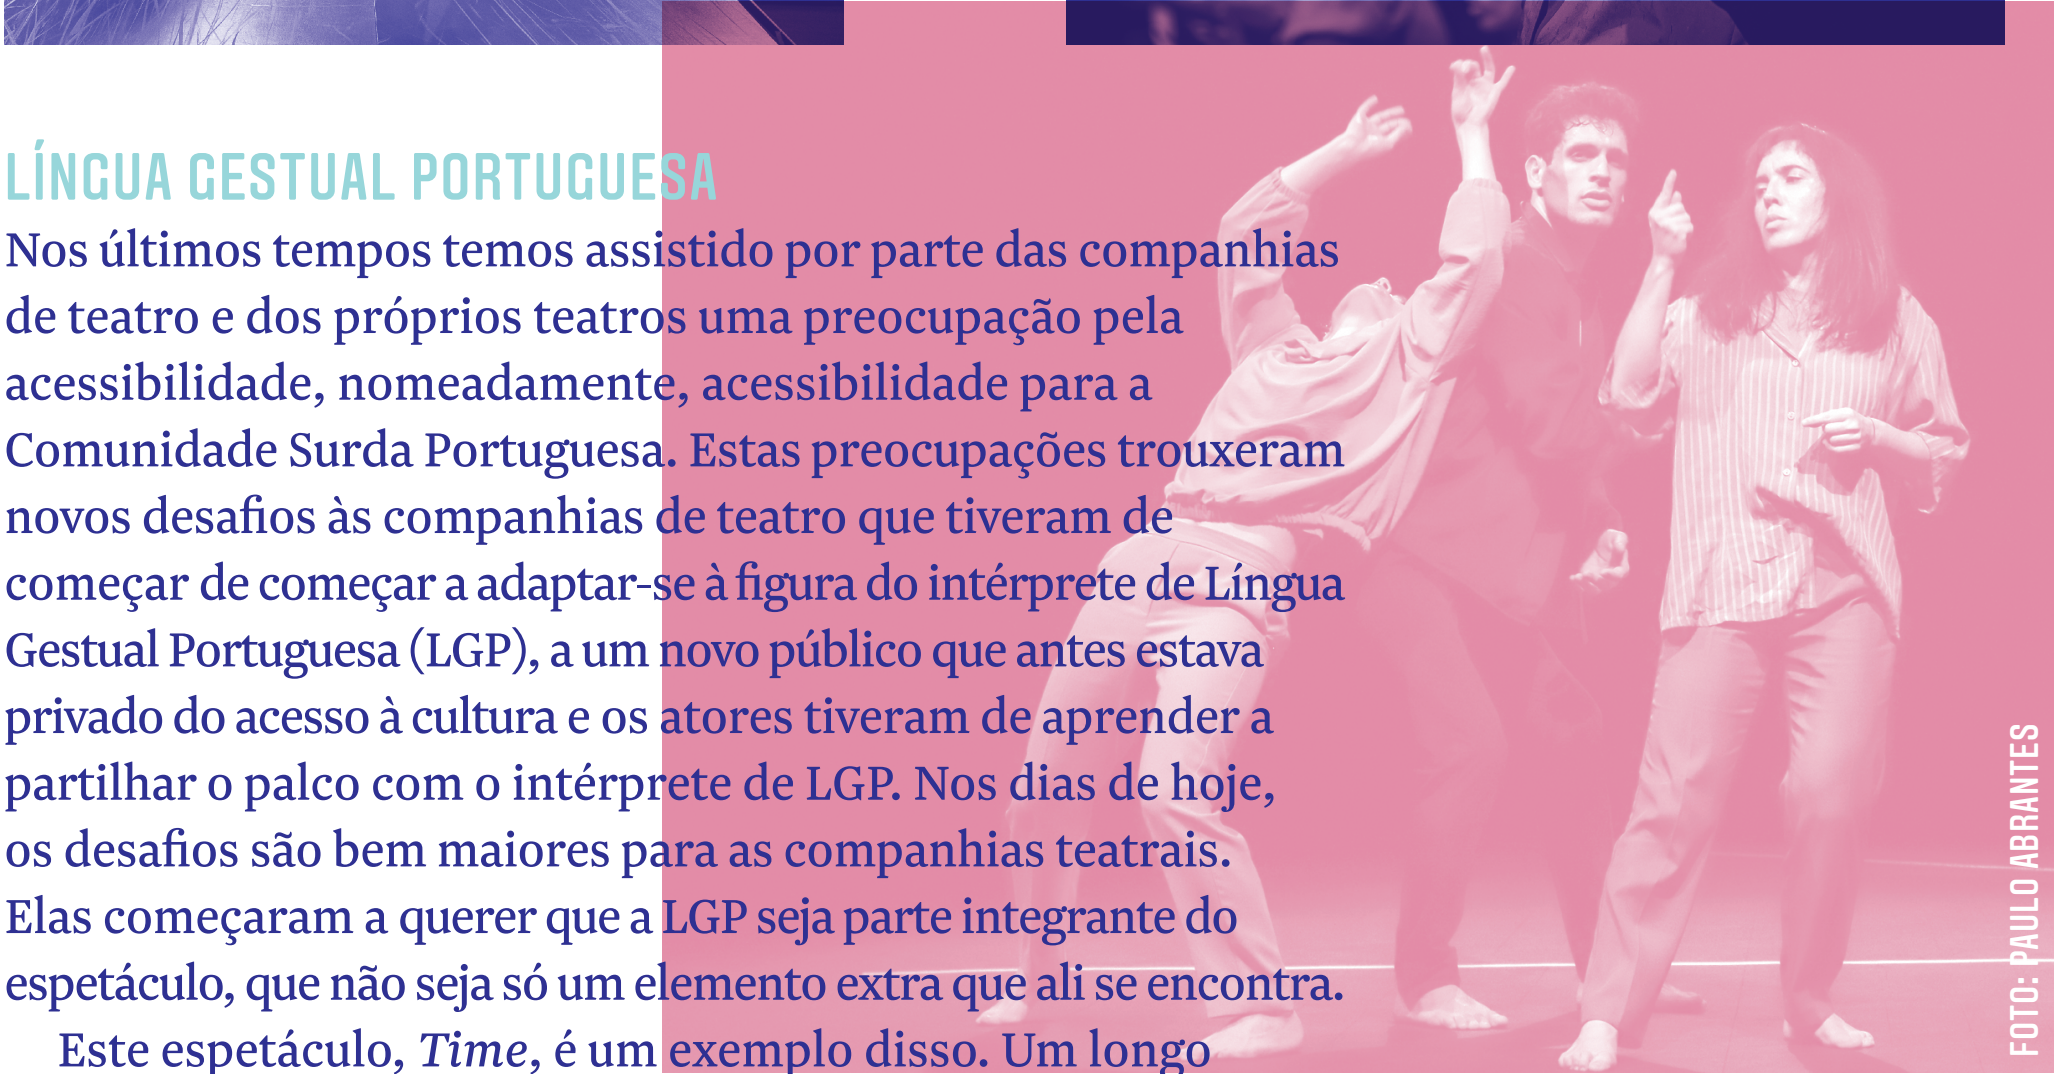 LÍNGUA GESTUAL PORTUGUESA
Nos últimos tempos temos assistido por parte das companhias
de teatro e dos próprios teatros uma preocupação pela
acessibilidade, nomeadamente, acessibilidade para a
Comunidade Surda Portuguesa. Estas preocupações trouxeram
novos desafios às companhias de teatro que tiveram de
começar de começar a adaptar-se à figura do intérprete de Língua
Gestual Portuguesa (LGP), a um novo público que antes estava
privado do acesso à cultura e os atores tiveram de aprender a
partilhar o palco com o intérprete de LGP. Nos dias de hoje,
os desafios são bem maiores para as companhias teatrais.
Elas começaram a querer que a LGP seja parte integrante do
espetáculo, que não seja só um elemento extra que ali se encontra.
Este espetáculo, Time, é um exemplo disso. Um longo
FOTO: PAULO ABRANTES